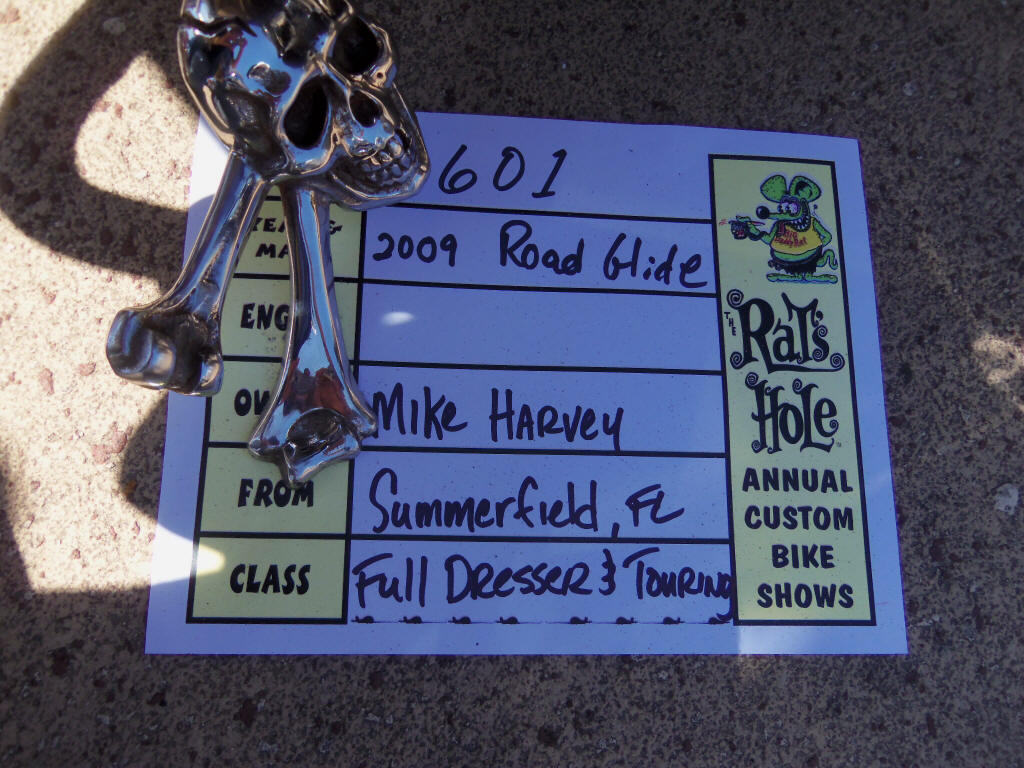 601
2009 Road Glide
ENG
Mike Harvey
FROM Summerfield, FL
CLASS Full Dresser & Touring
THE
RAT'S
HOLE
ANNUAL
CUSTOM
BIKE
SHOWS